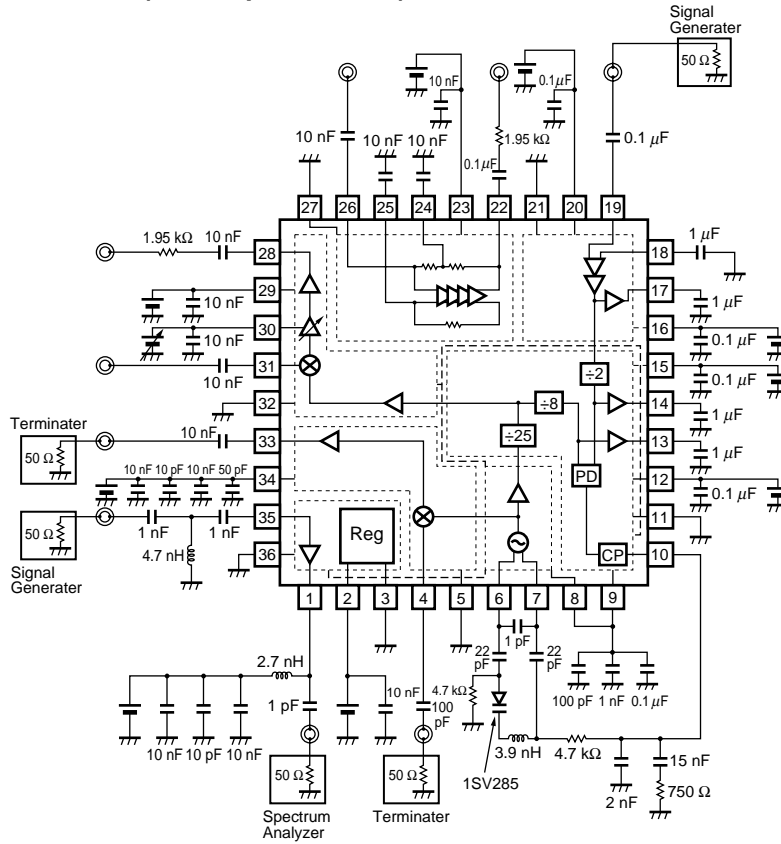 Signal
Generater
50 Ω
10 nF
0.1 μF
1.95 kΩ
0.1 μF
10 nF
10 nF
10 nF
0.1 μF
27
26
25
24
23
22
21
20
19
1.95 kΩ
10 nF
28
18
1 μF
29
10 nF
17
1 μF
30
10 nF
16
0.1 μF
31
10 nF
15
0.1 μF
÷2
32
14
1 μF
÷8
Terminater
50 Ω
10 nF
33
÷25
13
1 μF
PD
10 nF
10 pF
10 nF
50 pF
34
12
0.1 μF
Signal
Generater
50 Ω
1 nF
1 nF
35
4.7 nH
11
Reg
36
CP
10
1
2
3
4
5
6
7
8
9
1 pF
22
pF
22
pF
2.7 nH
1 pF
10 nF
10 pF
10 nF
10 nF
100
pF
4.7 kΩ
100 pF
1 nF
0.1 μF
3.9 nH
4.7 kΩ
15 nF
1SV285
2 nF
750 Ω
50 Ω
Spectrum
Analyzer
50 Ω
Terminater